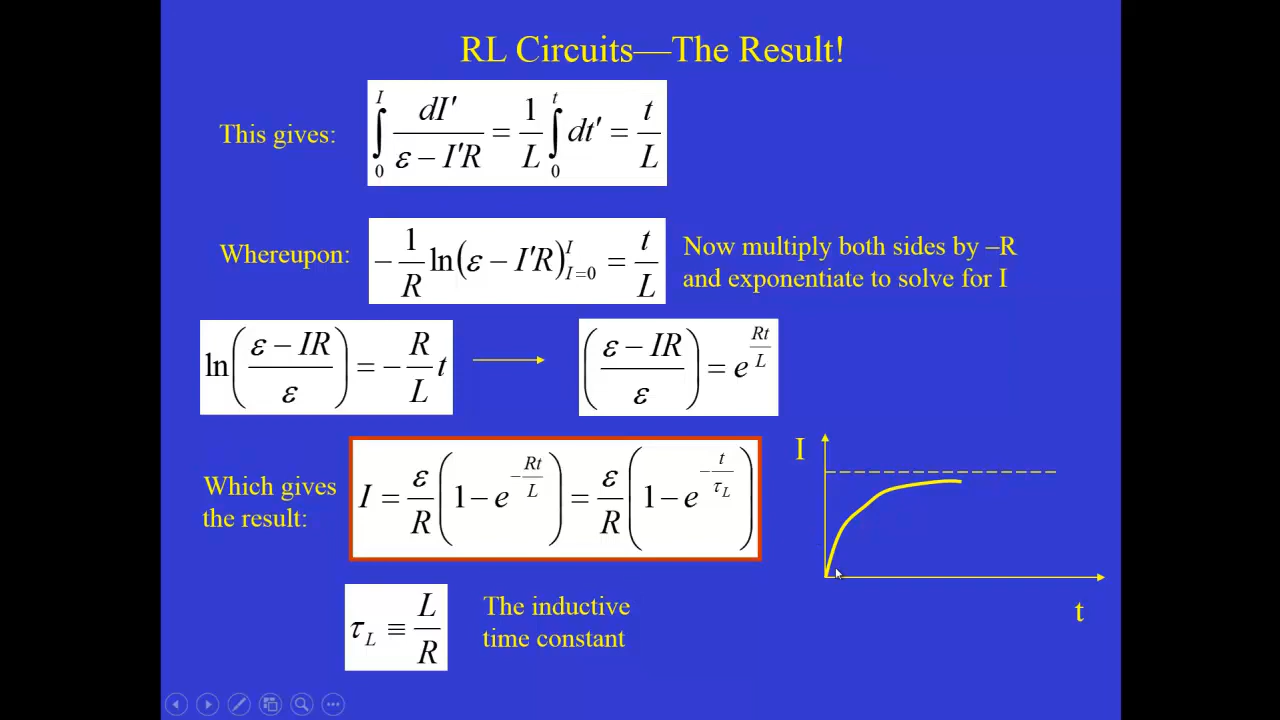 RL Circuits—The Result!
This gives: ∫₀ᴵ dI′/(ε − I′R) = 1/L ∫₀ᵗ dt′ = t/L
Whereupon: −1/R ln(ε − I′R)|_{I=0}^{I} = t/L
Now multiply both sides by –R
and exponentiate to solve for I
ln((ε − IR)/ε) = −R/L t
((ε − IR)/ε) = e^{Rt/L}
Which gives
the result:
I = ε/R (1 − e^{−Rt/L}) = ε/R (1 − e^{−t/τ_L})
I
t
τ_L ≡ L/R
The inductive
time constant